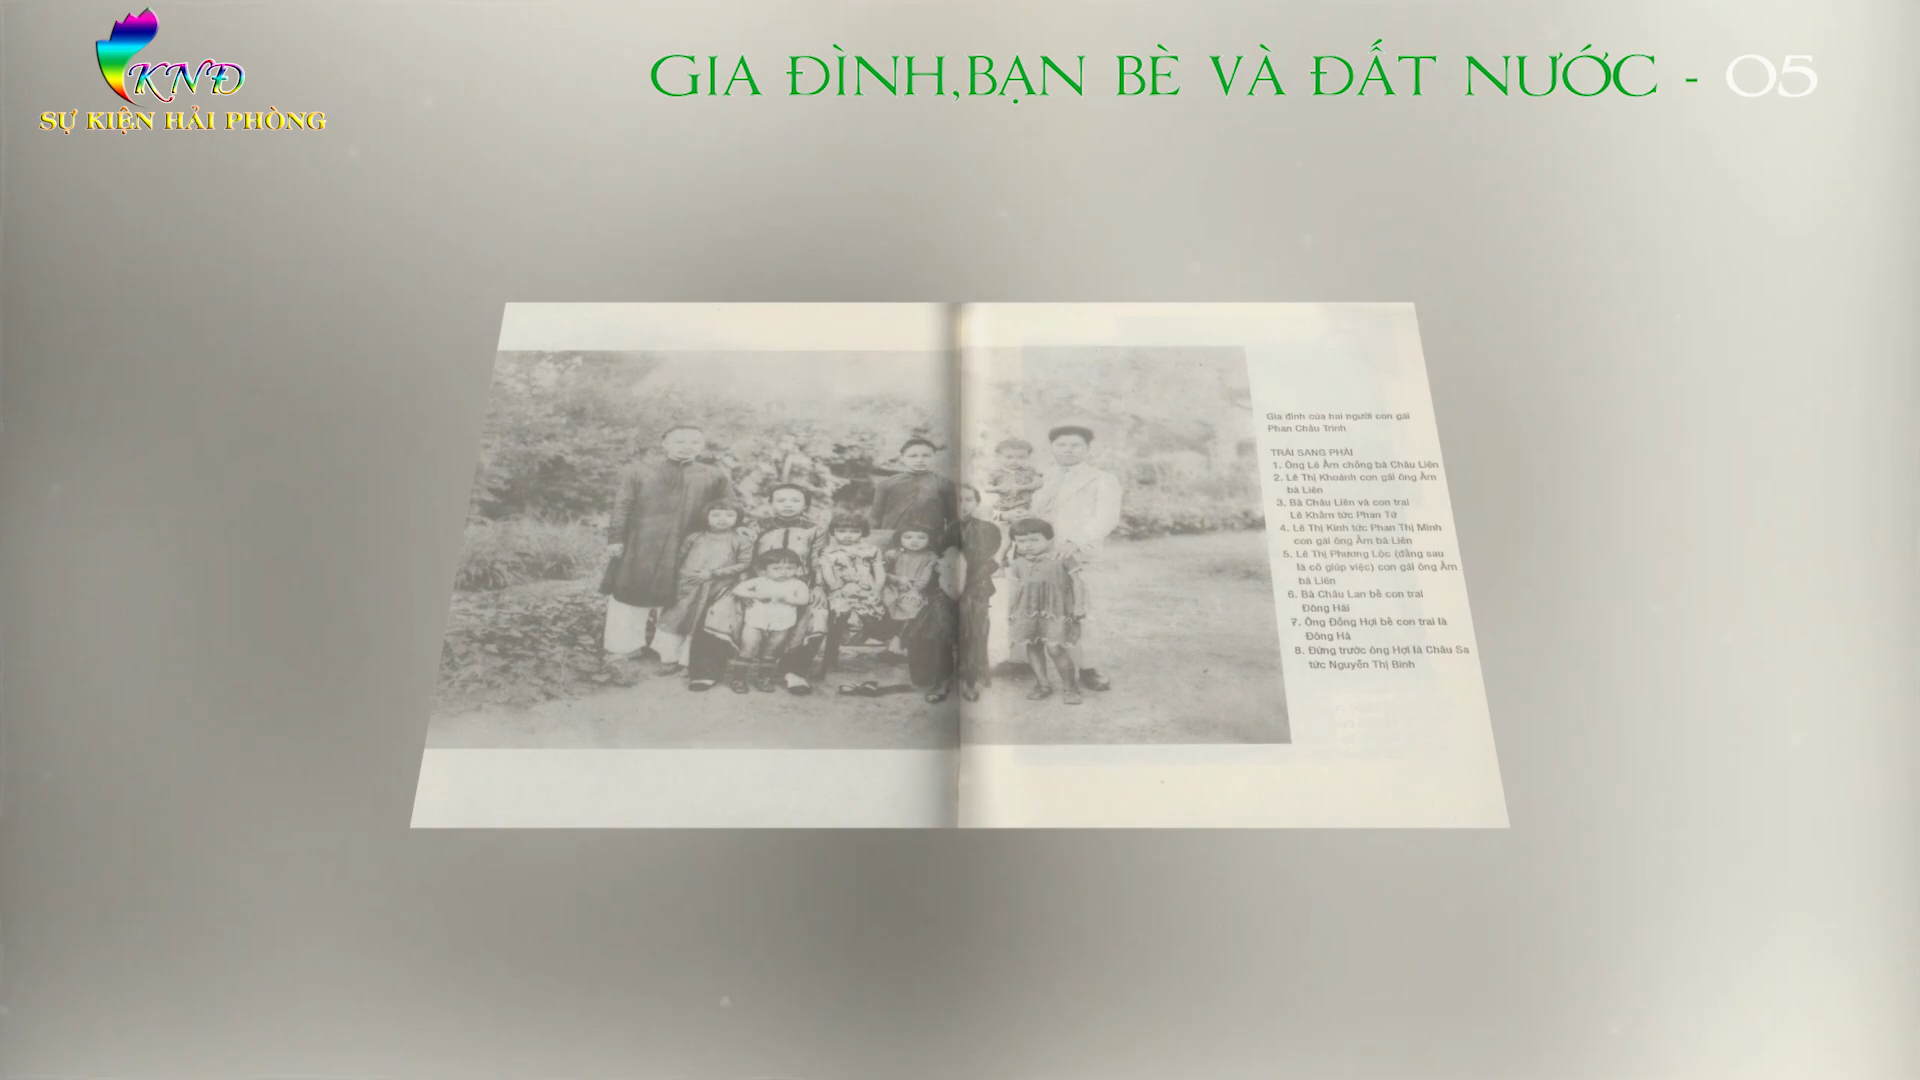 KNĐ
SỰ KIỆN HẢI PHÒNG
GIA ĐÌNH,BẠN BÈ VÀ ĐẤT NƯỚC - 05
Gia đình của hai người con gái
Phan Châu Trinh
TRÁI SANG PHẢI
1. Ông Lê Ấm chồng bà Châu Liên
2. Lê Thị Khoánh con gái ông Ấm
bà Liên
3. Bà Châu Liên và con trai
Lê Khâm tức Phan Tứ
4. Lê Thị Kinh tức Phan Thị Minh
con gái ông Ấm bà Liên
5. Lê Thị Phương Lộc (đằng sau
là cô giúp việc) con gái ông Ấm
bà Liên
6. Bà Châu Lan bế con trai
Đông Hải
7. Ông Đồng Hợi bế con trai là
Đông Hà
8. Đứng trước ông Hợi là Châu Sa
tức Nguyễn Thị Bình